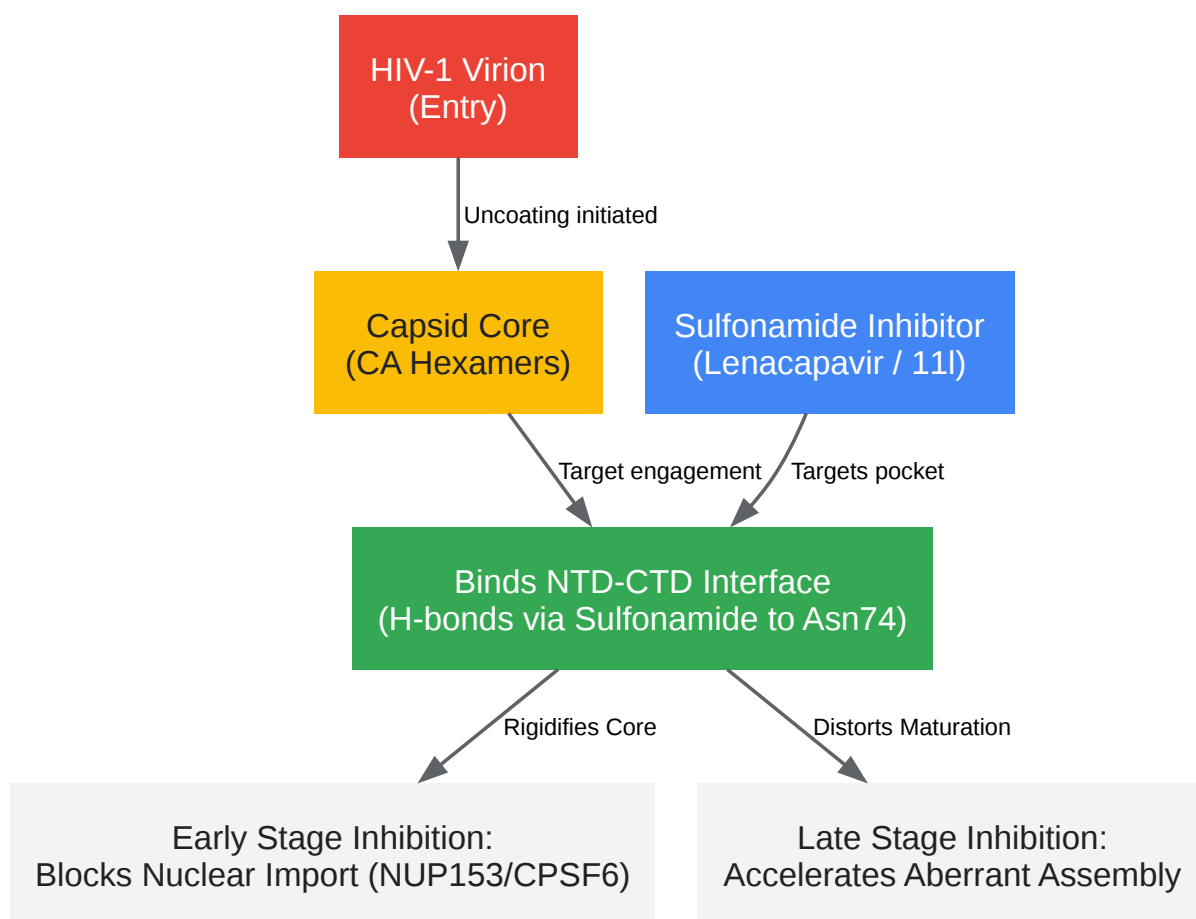 HIV-1 Virion
(Entry)
Uncoating initiated
Capsid Core
(CA Hexamers)
Sulfonamide Inhibitor
(Lenacapavir / 11l)
Target engagement
Targets pocket
Binds NTD-CTD Interface
(H-bonds via Sulfonamide to Asn74)
Rigidifies Core
Distorts Maturation
Early Stage Inhibition:
Blocks Nuclear Import (NUP153/CPSF6)
Late Stage Inhibition:
Accelerates Aberrant Assembly